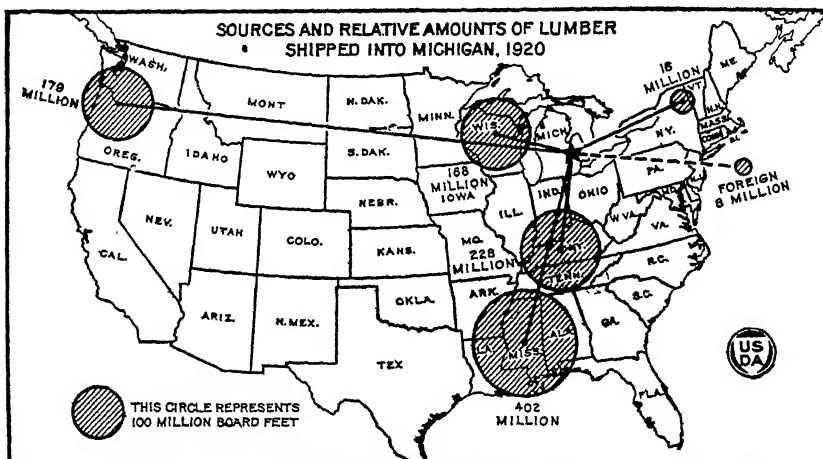 SOURCES AND RELATIVE AMOUNTS OF LUMBER
SHIPPED INTO MICHIGAN, 1920
WASH.
179
MILLION
OREG.
MONT
IDAHO
WYO
N.DAK.
S.DAK.
NEBR.
NEV.
UTAH
COLO.
KANS.
CAL.
ARIZ.
N.MEX.
OKLA.
TEX
MINN.
WIS.
MICH
168
MILLION
IOWA
ILL
IND.
OHIO
MO.
228
MILLION
KY.
TENN.
ARK.
LA.
MISS.
ALA.
GA.
FLA.
402
MILLION
S.C.
N.C.
VA.
W.VA.
PA.
N.Y.
N.J.
16
MILLION
VT
N.H.
ME.
MASS.
CONN
R.I.
FOREIGN
8 MILLION
US
DA
THIS CIRCLE REPRESENTS
100 MILLION BOARD FEET